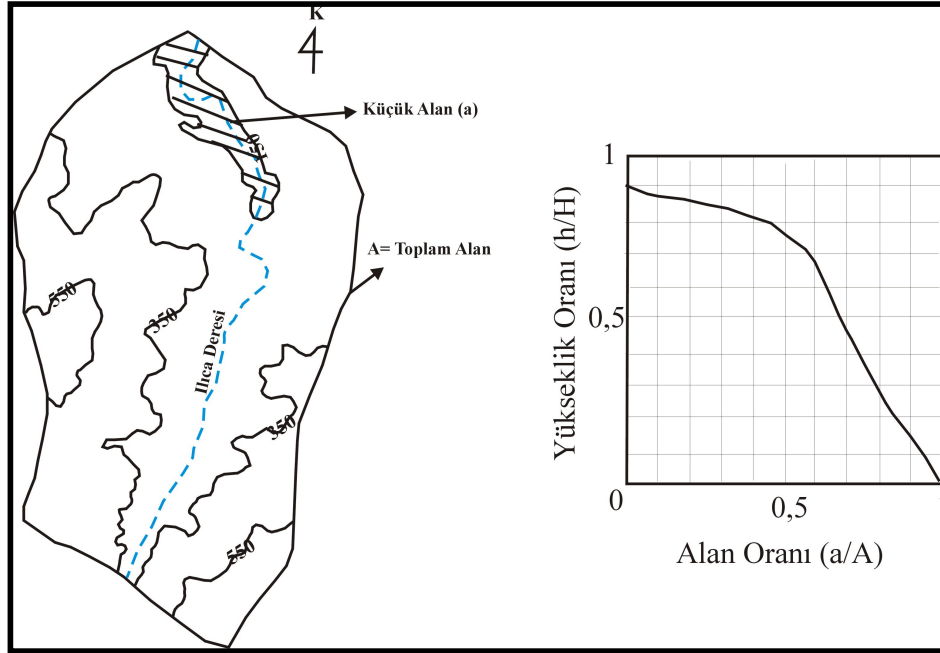 K
Küçük Alan (a)
150
A= Toplam Alan
550
350
Ilıca Deresi
350
550
1
0,5
0
0,5
Yükseklik Oranı (h/H)
Alan Oranı (a/A)